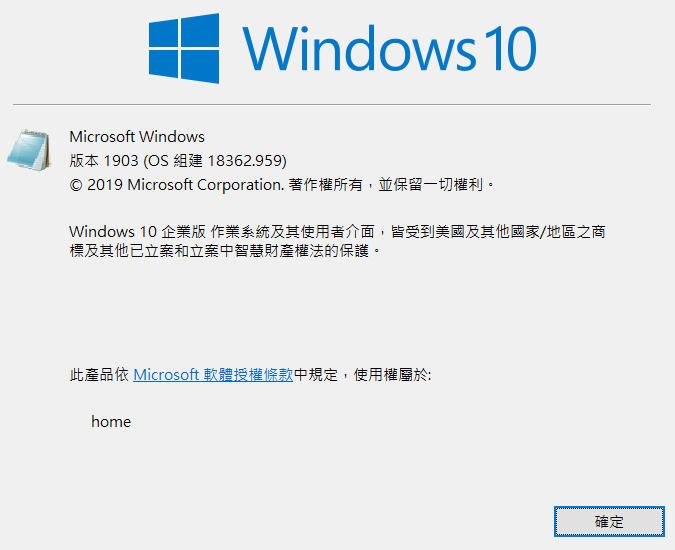 Windows 10
Microsoft Windows
版本 1903 (OS 組建 18362.959)
© 2019 Microsoft Corporation. 著作權所有，並保留一切權利。
Windows 10 企業版 作業系統及其使用者介面，皆受到美國及其他國家/地區之商
標及其他已立案和立案中智慧財產權法的保護。
此產品依 Microsoft 軟體授權條款中規定，使用權屬於:
home
確定